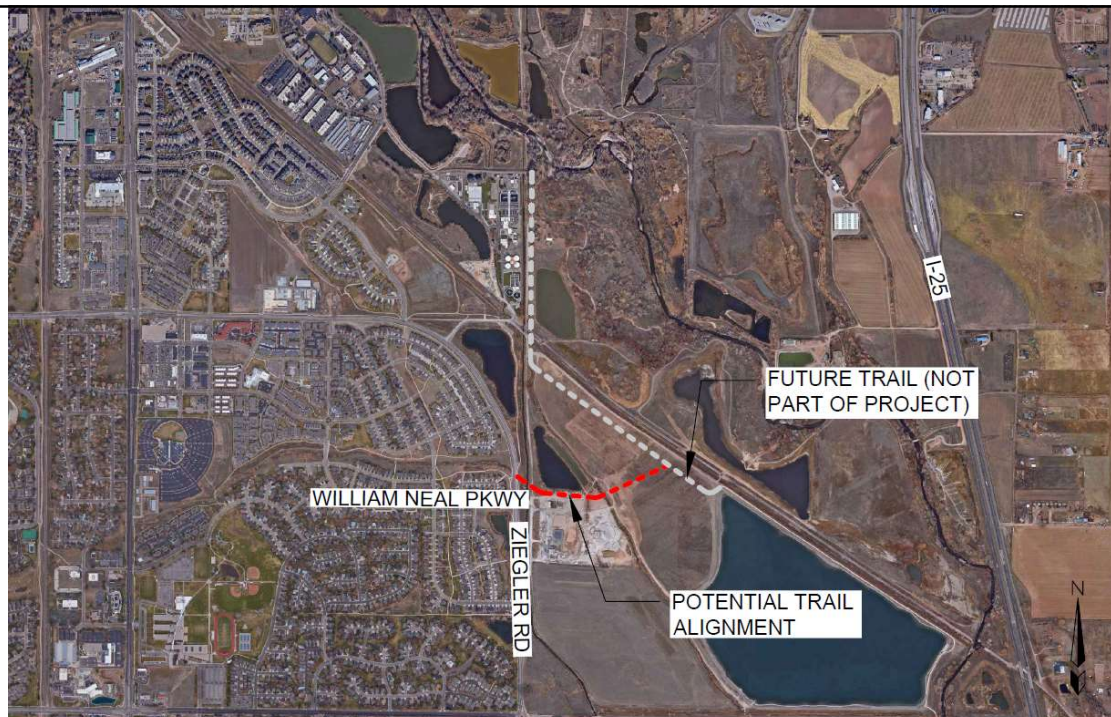 I-25
FUTURE TRAIL (NOT
PART OF PROJECT)
WILLIAM NEAL PKWY
ZIEGLER RD
POTENTIAL TRAIL
ALIGNMENT
N